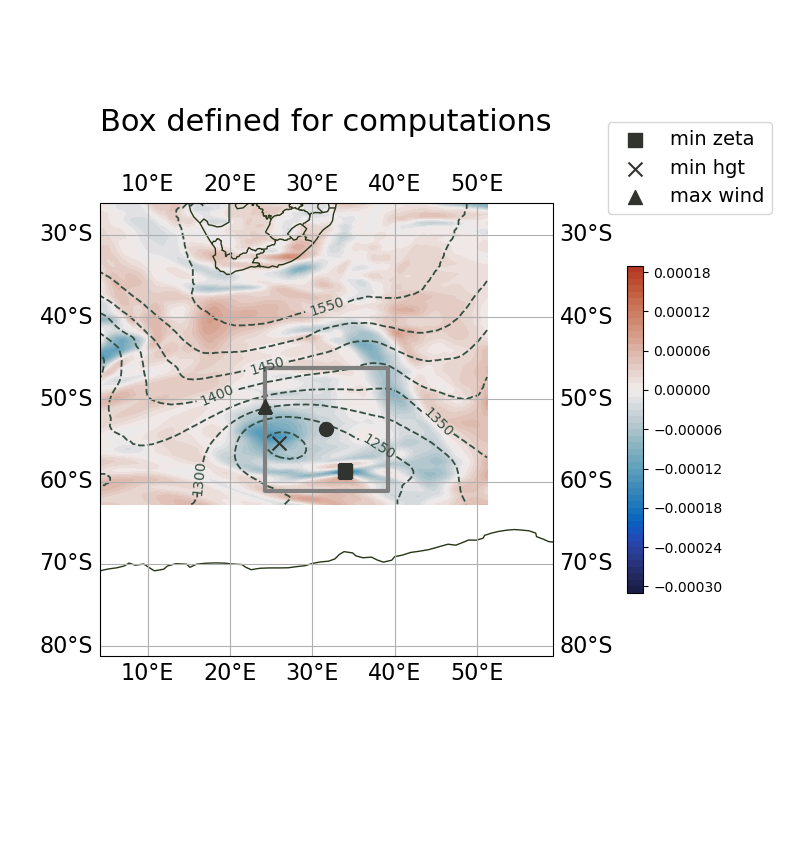 Box defined for computations
min zeta
min hgt
max wind
10°E 20°E 30°E 40°E 50°E
30°S 30°S
40°S 40°S
50°S 50°S
60°S 60°S
70°S 70°S
80°S 80°S
10°E 20°E 30°E 40°E 50°E
1550
1450
1400
1350
1250
1300
0.00018
0.00012
0.00006
0.00000
−0.00006
−0.00012
−0.00018
−0.00024
−0.00030